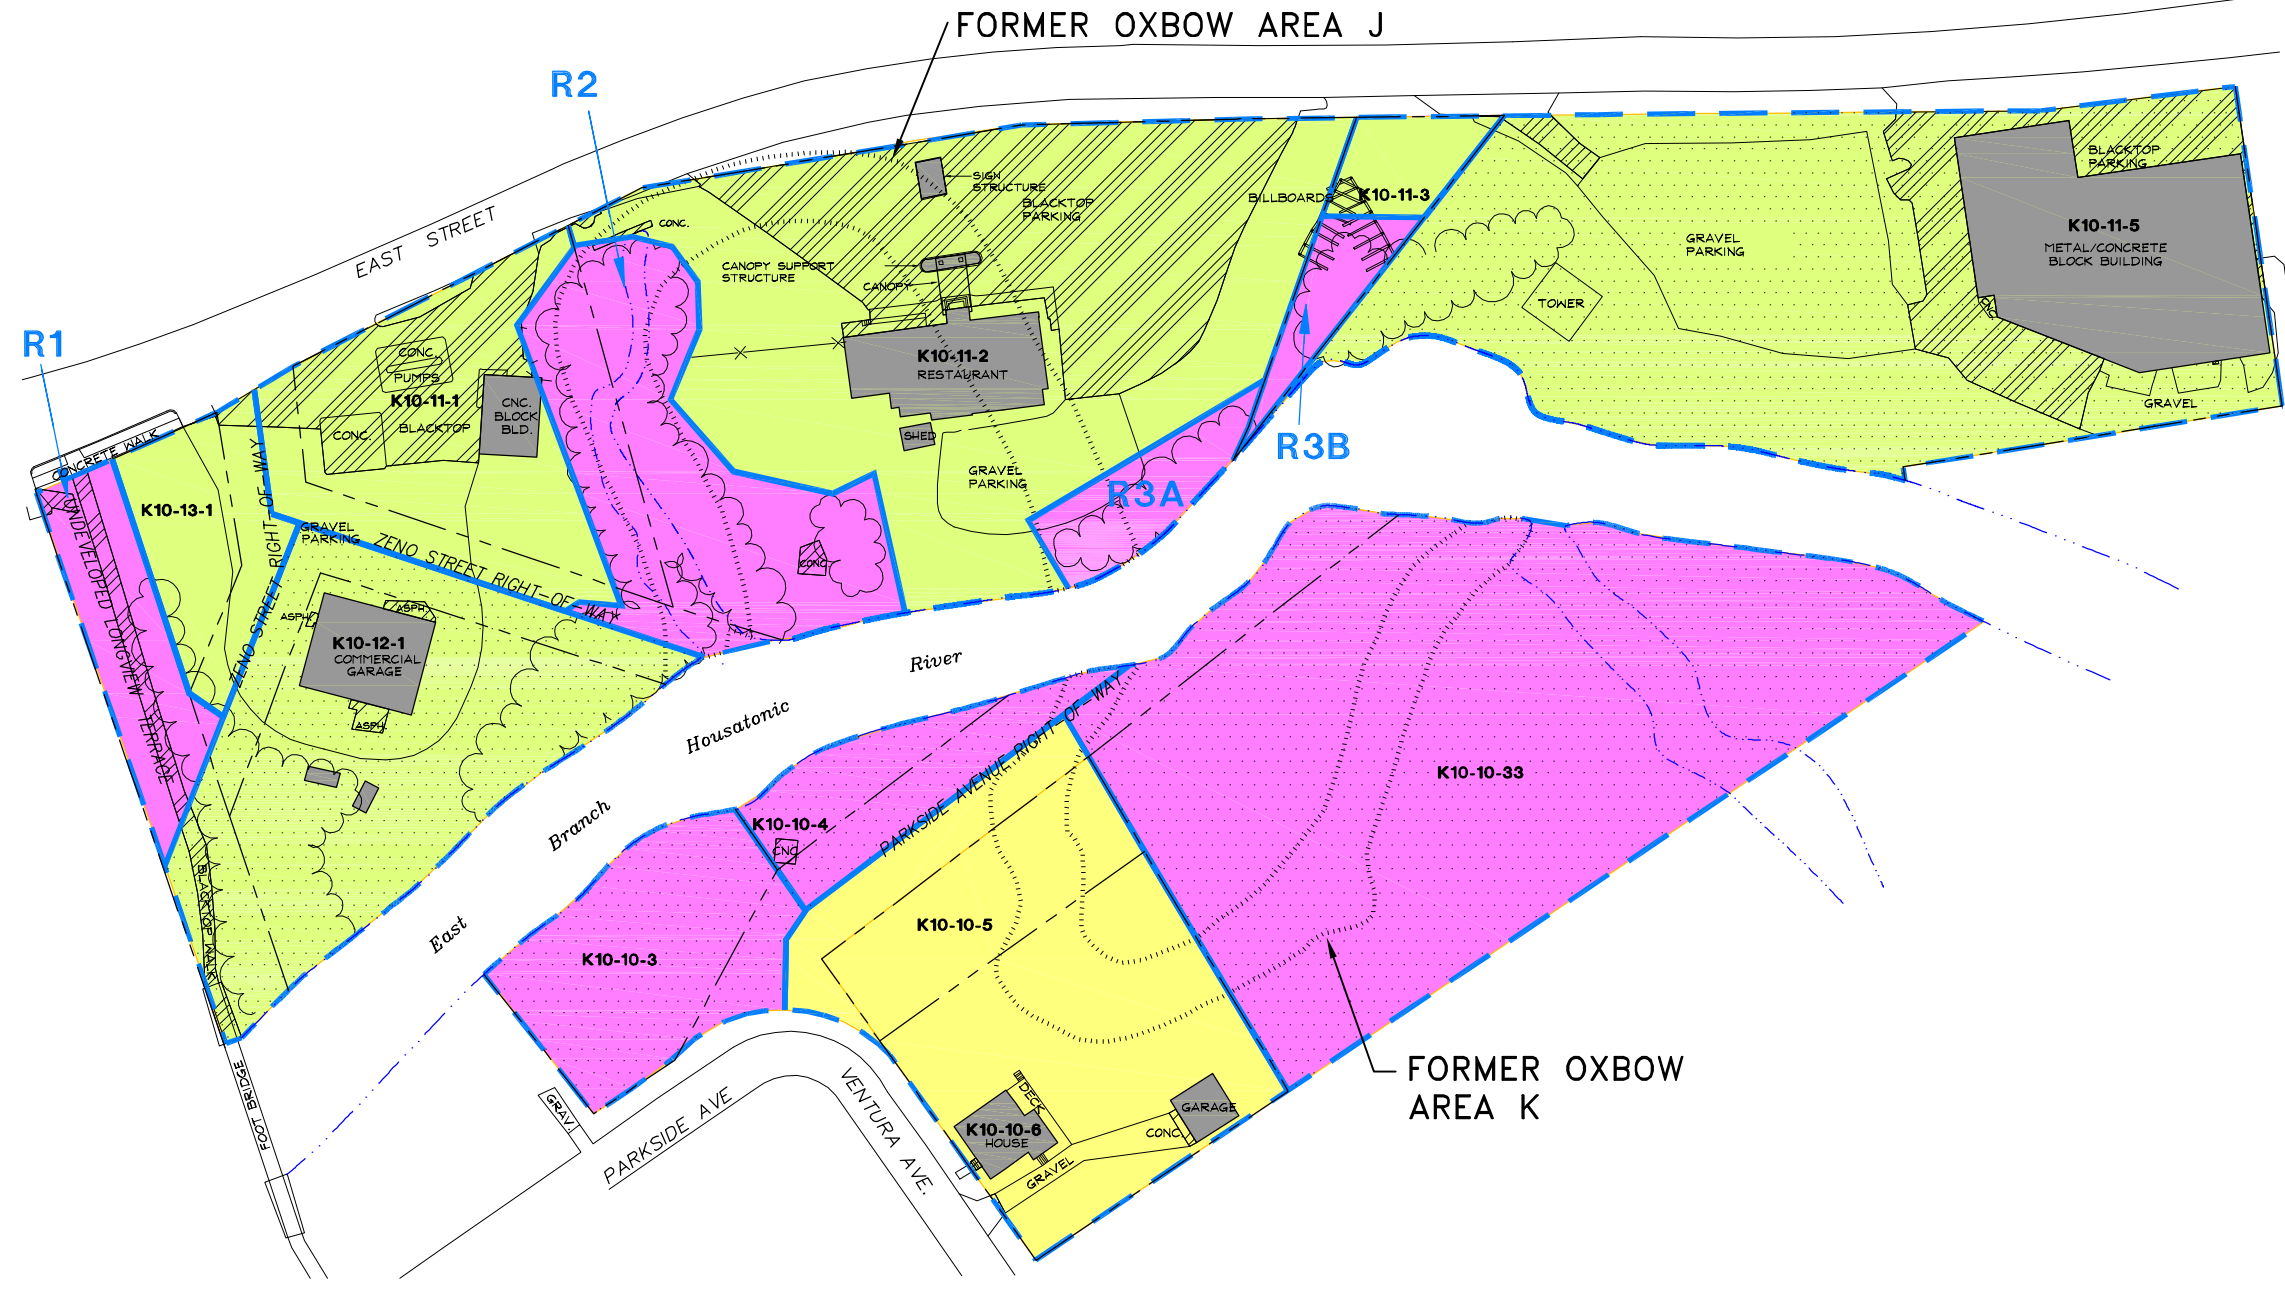 FORMER OXBOW AREA J
R2
EAST STREET
SIGN
STRUCTURE
BLACKTOP
PARKING
BILLBOARDS
K10-11-3
BLACKTOP
PARKING
K10-11-5
METAL/CONCRETE
BLOCK BUILDING
GRAVEL
PARKING
TOWER
GRAVEL
CONC.
CANOPY SUPPORT
STRUCTURE
CANOPY
K10-11-2
RESTAURANT
SHED
GRAVEL
PARKING
R1
CONC.
PUMPS
K10-11-1
BLACKTOP
CONC.
CNC.
BLOCK
BLD.
CONCRETE WALK
K10-13-1
UNDEVELOPED LONGVIEW TERRACE
ZENO STREET RIGHT-OF-WAY
GRAVEL
PARKING
ZENO STREET RIGHT-OF-WAY
R3A
R3B
CONC.
ASPH.
ASPH.
K10-12-1
COMMERCIAL
GARAGE
ASPH.
BLACKTOP WALK
FOOT BRIDGE
East Branch Housatonic River
PARKSIDE AVENUE RIGHT-OF-WAY
K10-10-4
CNC
K10-10-33
K10-10-5
K10-10-3
FORMER OXBOW
AREA K
GRAV.
PARKSIDE AVE
VENTURA AVE.
DECK
K10-10-6
HOUSE
GARAGE
CONC.
GRAVEL